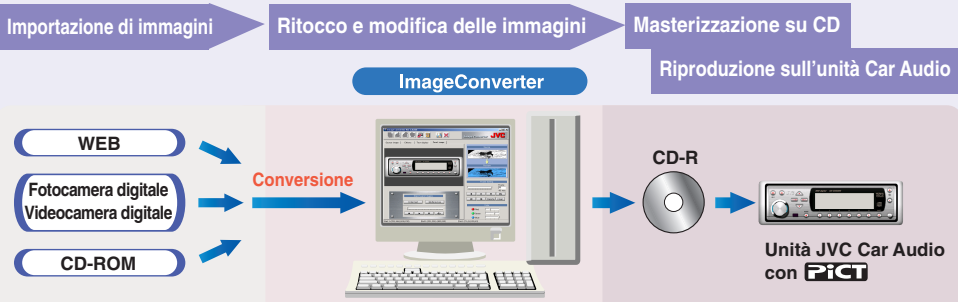 Importazione di immagini
Ritocco e modifica delle immagini
Masterizzazione su CD
Riproduzione sull'unità Car Audio
ImageConverter
WEB
Fotocamera digitale
Videocamera digitale
CD-ROM
Conversione
JVC
CD-R
Unità JVC Car Audio
con PiCT